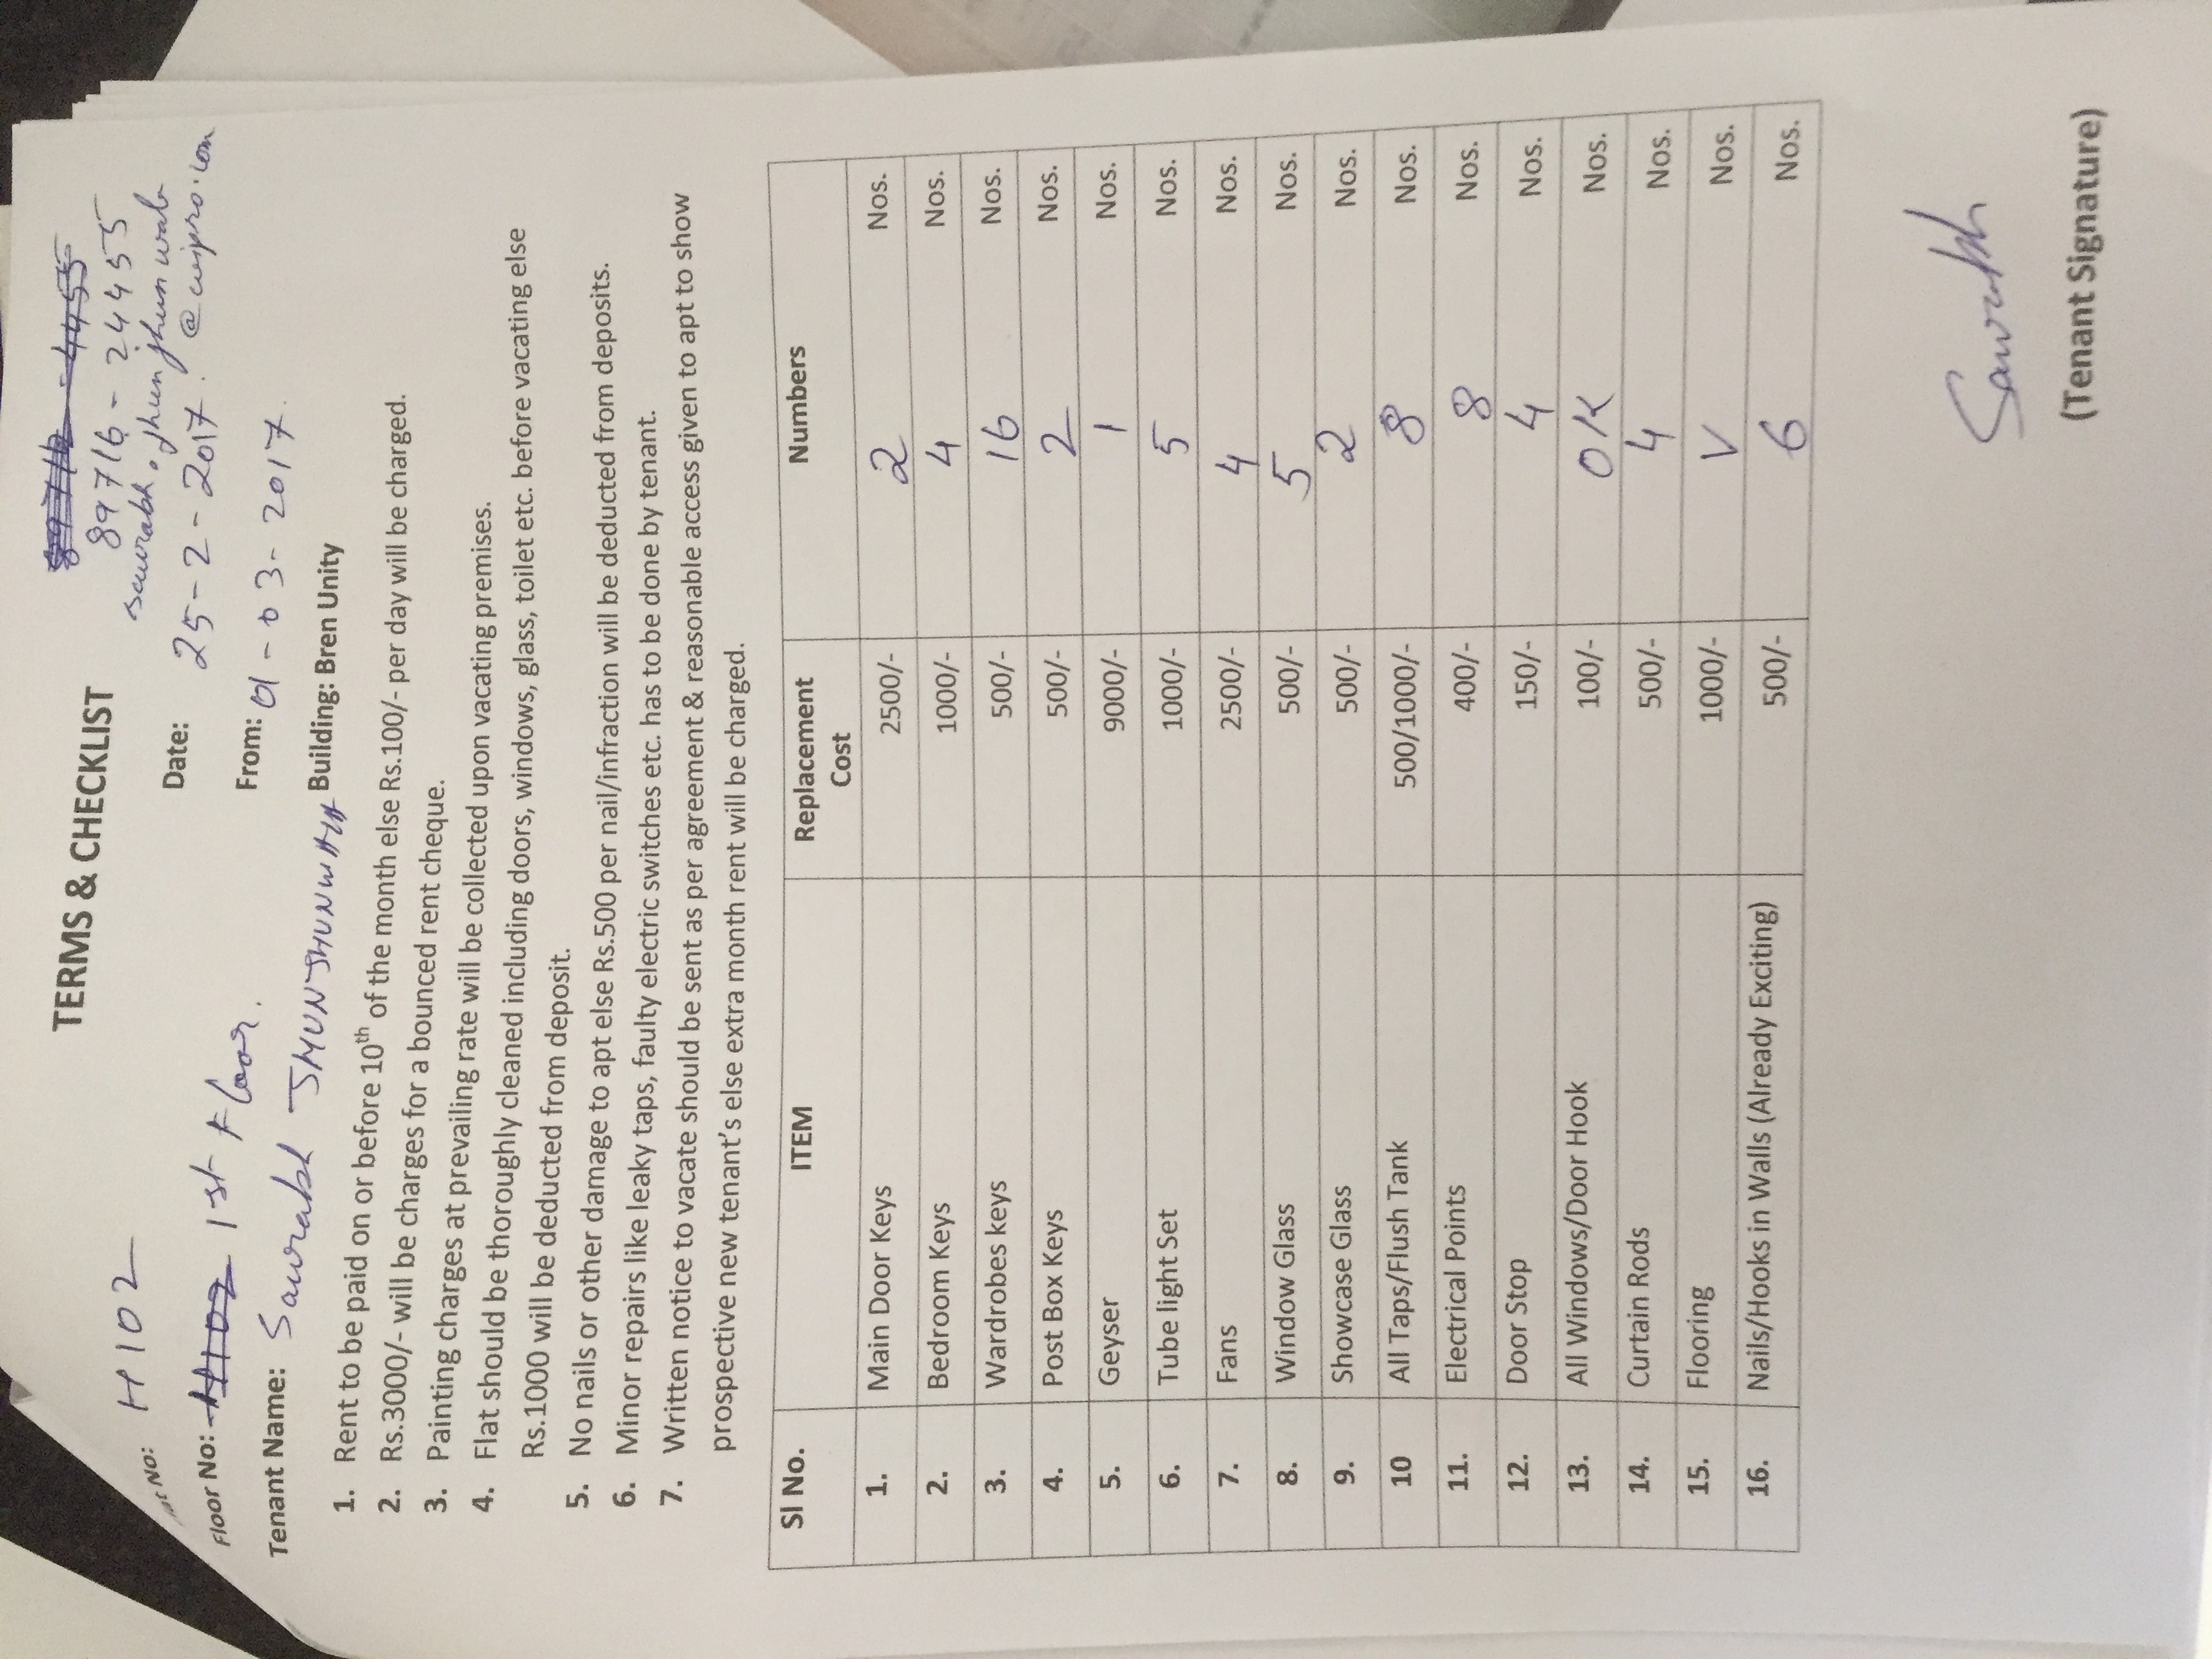 TERMS & CHECKLIST
89716 - 24455
saurabh.jhunjhunwala
@wipro.com
No: H102
Date: 25-2-2017.
Floor No: H102 1st Floor.
From: 01-03-2017.
Tenant Name: Saurabh JHUNJHUNWALA
Building: Bren Unity
1. Rent to be paid on or before 10th of the month else Rs.100/- per day will be charged.
2. Rs.3000/- will be charges for a bounced rent cheque.
3. Painting charges at prevailing rate will be collected upon vacating premises.
4. Flat should be thoroughly cleaned including doors, windows, glass, toilet etc. before vacating else
Rs.1000 will be deducted from deposit.
5. No nails or other damage to apt else Rs.500 per nail/infraction will be deducted from deposits.
6. Minor repairs like leaky taps, faulty electric switches etc. has to be done by tenant.
7. Written notice to vacate should be sent as per agreement & reasonable access given to apt to show
prospective new tenant's else extra month rent will be charged.
Sl No. ITEM Replacement Cost Numbers
1. Main Door Keys 2500/- 2 Nos.
2. Bedroom Keys 1000/- 4 Nos.
3. Wardrobes keys 500/- 16 Nos.
4. Post Box Keys 500/- 2 Nos.
5. Geyser 9000/- 1 Nos.
6. Tube light Set 1000/- 5 Nos.
7. Fans 2500/- 4 Nos.
8. Window Glass 500/- 5 Nos.
9. Showcase Glass 500/- 2 Nos.
10 All Taps/Flush Tank 500/1000/- 8 Nos.
11. Electrical Points 400/- 8 Nos.
12. Door Stop 150/- 4 Nos.
13. All Windows/Door Hook 100/- OK Nos.
14. Curtain Rods 500/- 4 Nos.
15. Flooring 1000/- V Nos.
16. Nails/Hooks in Walls (Already Exciting) 500/- 6 Nos.
Saurabh
(Tenant Signature)